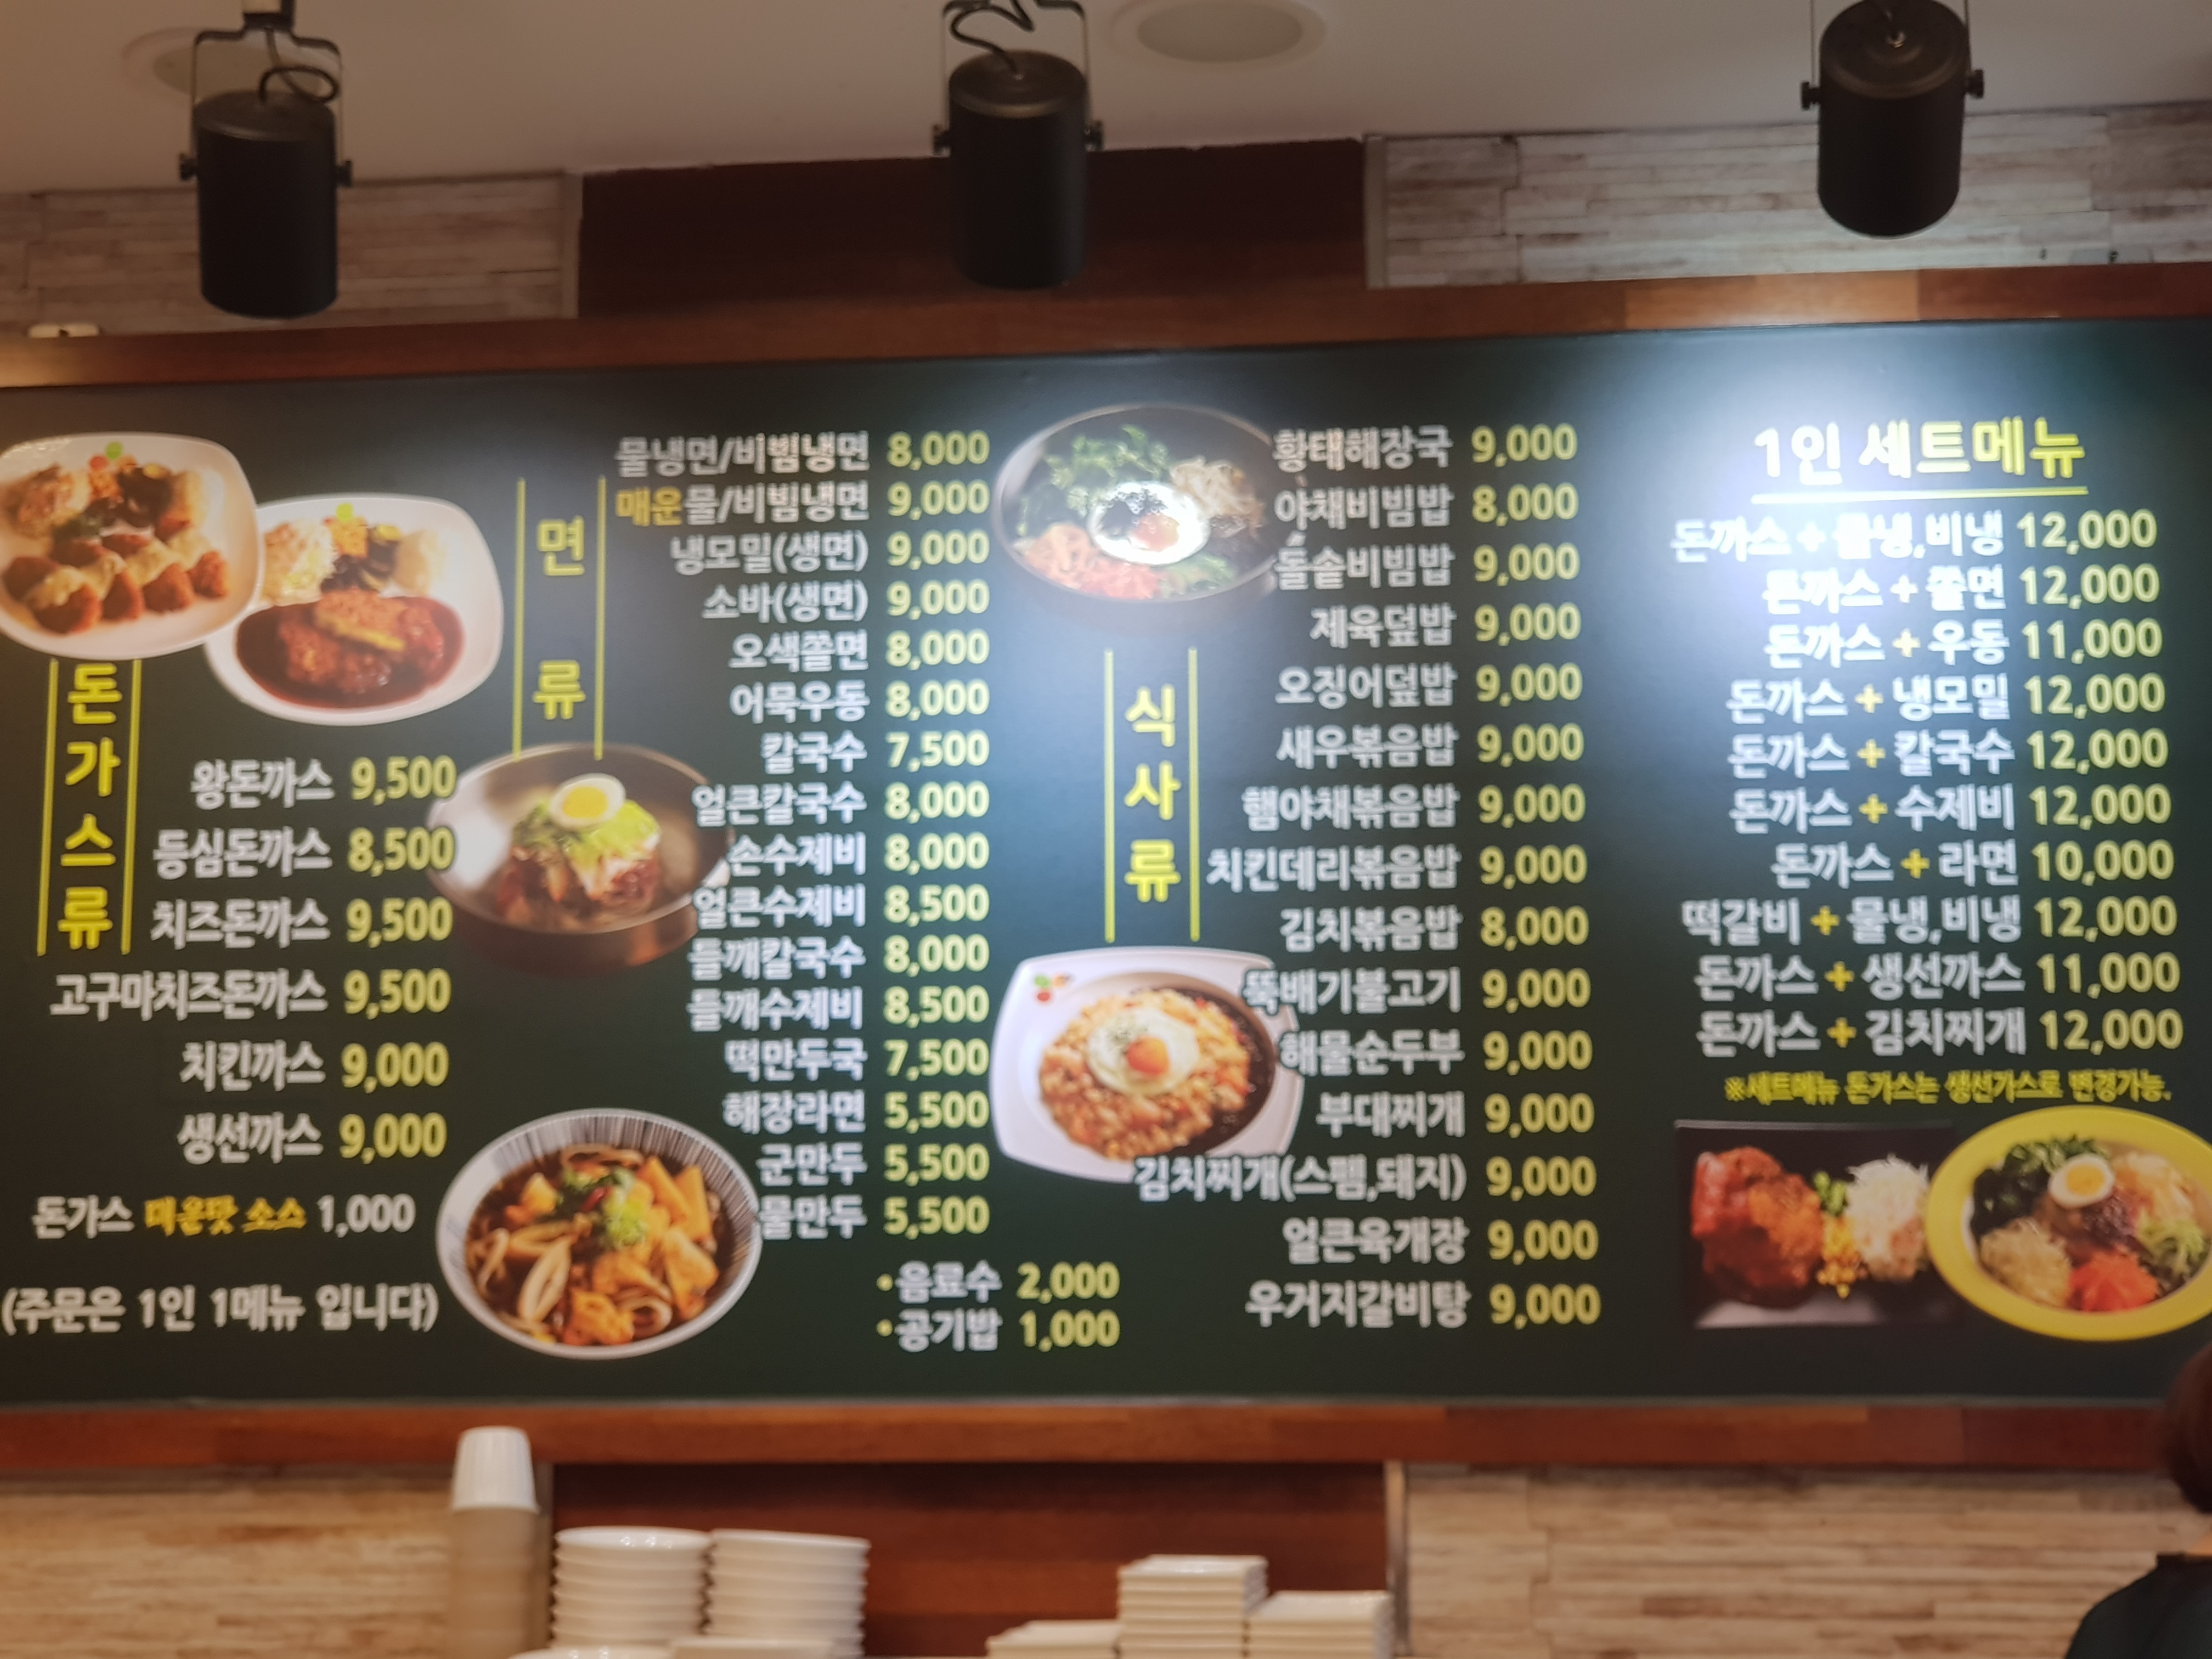 돈가스류
왕돈까스 9,500
등심돈까스 8,500
치즈돈까스 9,500
고구마치즈돈까스 9,500
치킨까스 9,000
생선까스 9,000
돈가스 매운맛 소스 1,000
(주문은 1인 1메뉴 입니다)
면류
물냉면/비빔냉면 8,000
매운물/비빔냉면 9,000
냉모밀(생면) 9,000
소바(생면) 9,000
오색쫄면 8,000
어묵우동 8,000
칼국수 7,500
얼큰칼국수 8,000
손수제비 8,000
얼큰수제비 8,500
들깨칼국수 8,000
들깨수제비 8,500
떡만두국 7,500
해장라면 5,500
군만두 5,500
물만두 5,500
•음료수 2,000
•공기밥 1,000
식사류
황태해장국 9,000
야채비빔밥 8,000
돌솥비빔밥 9,000
제육덮밥 9,000
오징어덮밥 9,000
새우볶음밥 9,000
햄야채볶음밥 9,000
치킨데리볶음밥 9,000
김치볶음밥 8,000
뚝배기불고기 9,000
해물순두부 9,000
부대찌개 9,000
김치찌개(스팸,돼지) 9,000
얼큰육개장 9,000
우거지갈비탕 9,000
1인 세트메뉴
돈까스 + 물냉,비냉 12,000
돈까스 + 쫄면 12,000
돈까스 + 우동 11,000
돈까스 + 냉모밀 12,000
돈까스 + 칼국수 12,000
돈까스 + 수제비 12,000
돈까스 + 라면 10,000
떡갈비 + 물냉,비냉 12,000
돈까스 + 생선까스 11,000
돈까스 + 김치찌개 12,000
※세트메뉴 돈가스는 생선가스로 변경가능.